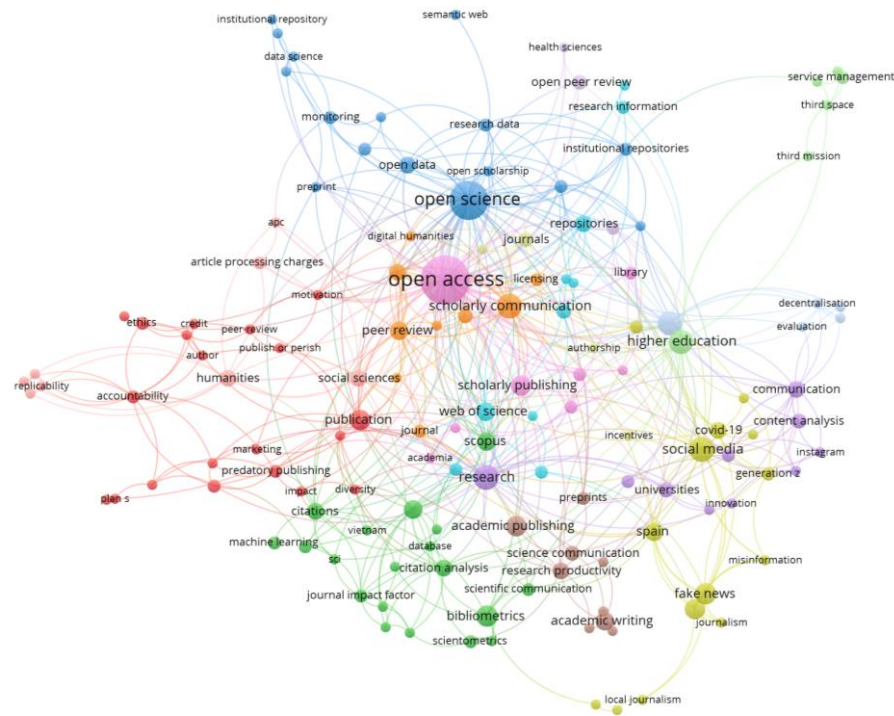 institutional repository
semantic web
data science
health sciences
open peer review
service management
monitoring
research information
third space
research data
open data
open scholarship
institutional repositories
third mission
preprint
open science
apc
repositories
digital humanities
journals
article processing charges
library
open access
licensing
motivation
scholarly communication
decentralisation
ethics
credit
peer review
peer review
evaluation
author
publish or perish
authorship
higher education
replicability
humanities
social sciences
scholarly publishing
accountability
communication
publication
web of science
content analysis
journal
scopus
incentives
covid-19
marketing
academia
social media
instagram
predatory publishing
research
generation z
plan s
impact
diversity
preprints
universities
innovation
citations
academic publishing
vietnam
spain
machine learning
database
science communication
sci
citation analysis
research productivity
misinformation
journal impact factor
scientific communication
fake news
bibliometrics
academic writing
journalism
scientometrics
local journalism